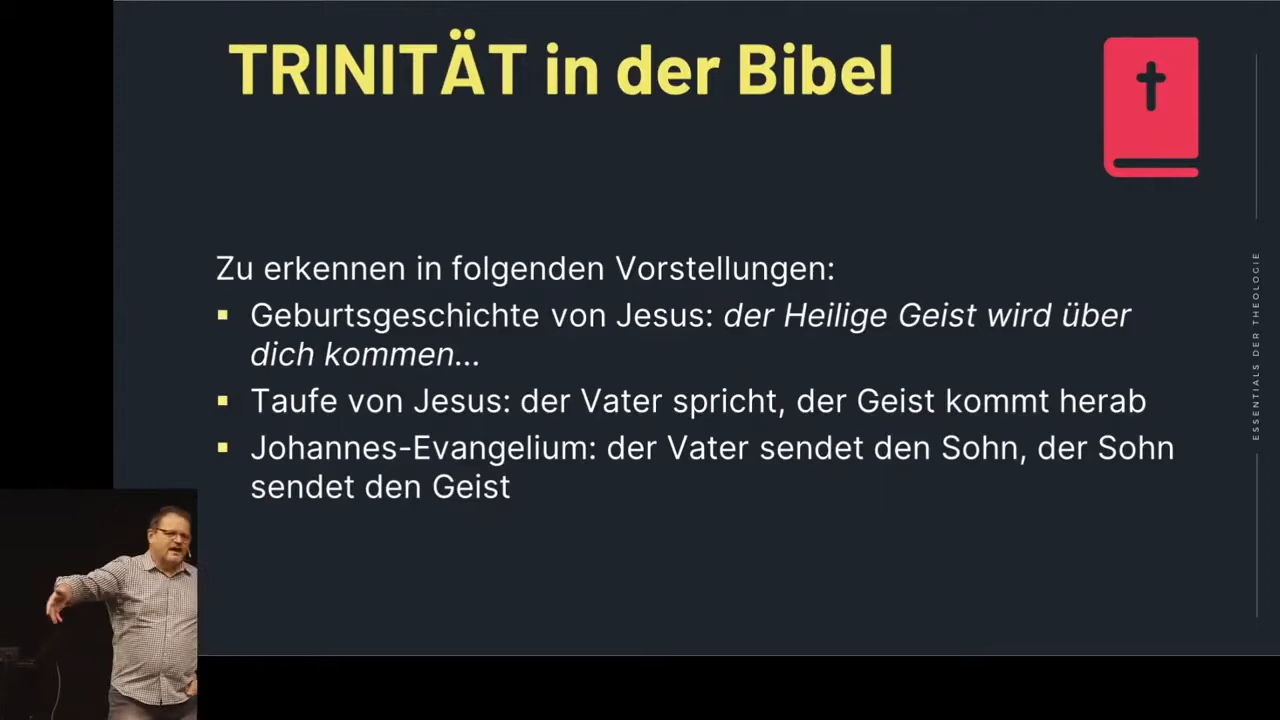 TRINITÄT in der Bibel
Zu erkennen in folgenden Vorstellungen:
▪ Geburtsgeschichte von Jesus: der Heilige Geist wird über
dich kommen...
▪ Taufe von Jesus: der Vater spricht, der Geist kommt herab
▪ Johannes-Evangelium: der Vater sendet den Sohn, der Sohn
sendet den Geist
ESSENTIALS DER THEOLOGIE